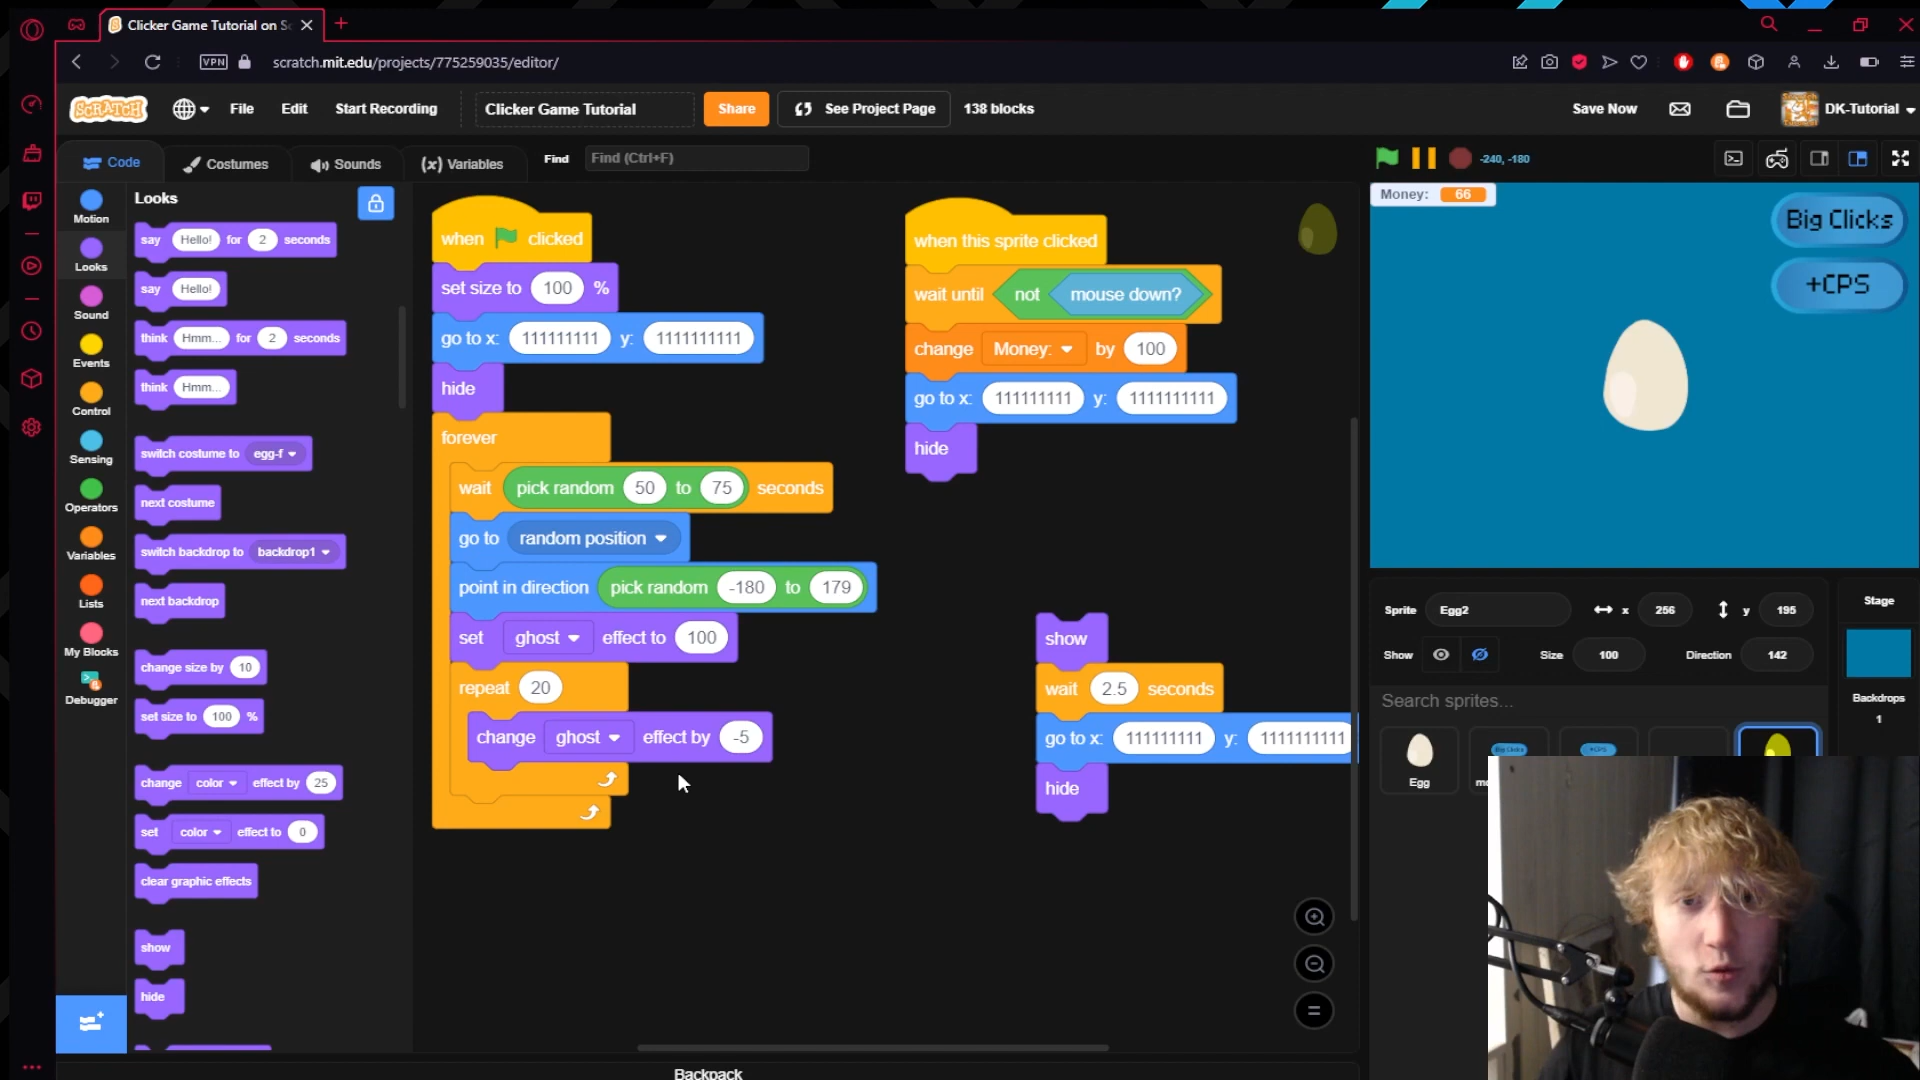 Clicker Game Tutorial on S
VPN
scratch.mit.edu/projects/775259035/editor/
SCRATCH
File
Edit
Start Recording
Clicker Game Tutorial
Share
See Project Page
138 blocks
Save Now
DK-Tutorial
Code
Costumes
Sounds
(x) Variables
Find
Find (Ctrl+F)
-240, -180
Motion
Looks
Sound
Events
Control
Sensing
Operators
Variables
Lists
My Blocks
Debugger
Looks
say Hello! for 2 seconds
say Hello!
think Hmm... for 2 seconds
think Hmm...
switch costume to egg-f
next costume
switch backdrop to backdrop1
next backdrop
change size by 10
set size to 100 %
change color effect by 25
set color effect to 0
clear graphic effects
show
hide
when clicked
set size to 100 %
go to x: 111111111 y: 1111111111
hide
forever
wait pick random 50 to 75 seconds
go to random position
point in direction pick random -180 to 179
set ghost effect to 100
repeat 20
change ghost effect by -5
when this sprite clicked
wait until not mouse down?
change Money: by 100
go to x: 111111111 y: 1111111111
hide
show
wait 2.5 seconds
go to x: 111111111 y: 1111111111
hide
Money: 66
Big Clicks
+CPS
Sprite Egg2 x 256 y 195
Show Size 100 Direction 142
Search sprites...
Big Clicks
+CPS
Egg
Stage
Backdrops
1
Backpack